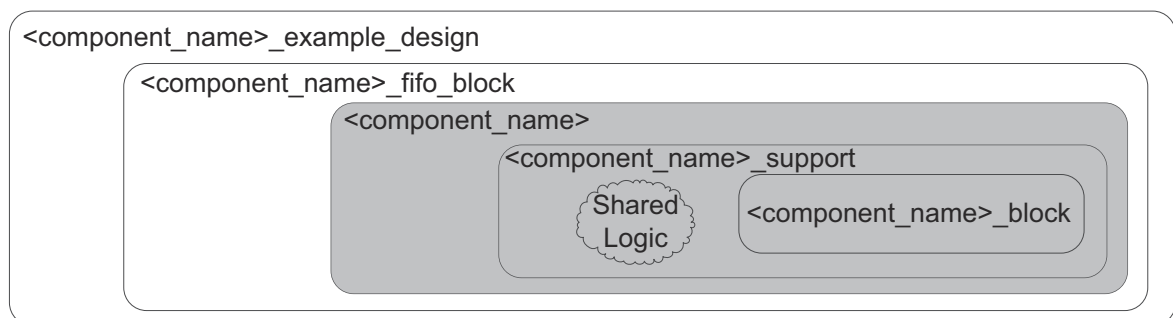 <component_name>_example_design
<component_name>_fifo_block
<component_name>
<component_name>_support
Shared
Logic
<component_name>_block